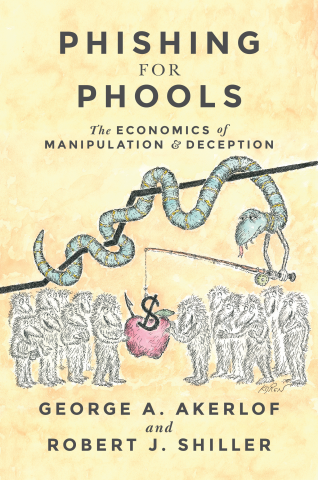 PHISHING
FOR
PHOOLS
The ECONOMICS of
MANIPULATION & DECEPTION
$
GEORGE A. AKERLOF
and
ROBERT J. SHILLER